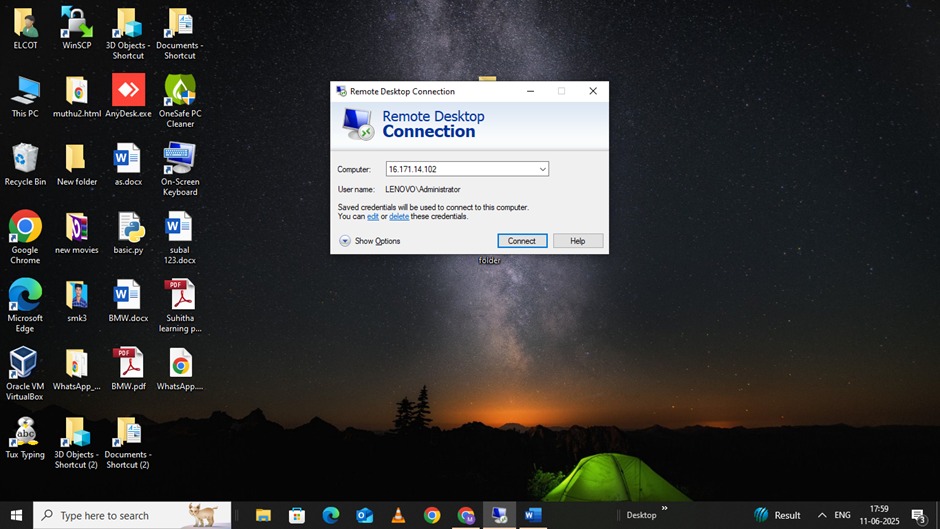 ELCOT
WinSCP
3D Objects -
Shortcut
Documents -
Shortcut
This PC
muthu2.html
AnyDesk.exe
OneSafe PC
Cleaner
Recycle Bin
New folder
as.docx
On-Screen
Keyboard
Google
Chrome
new movies
basic.py
subal
123.docx
Microsoft
Edge
smk3
BMW.docx
PDF
Suhitha
learning p...
Oracle VM
VirtualBox
WhatsApp_...
PDF
BMW.pdf
WhatsApp....
abc
Tux Typing
3D Objects -
Shortcut (2)
Documents -
Shortcut (2)
Remote Desktop Connection
Remote Desktop
Connection
Computer: 16.171.14.102
User name: LENOVO\Administrator
Saved credentials will be used to connect to this computer.
You can edit or delete these credentials.
Show Options
Connect
Help
folder
Type here to search
Desktop
Result
ENG
17:59
11-06-2025
3